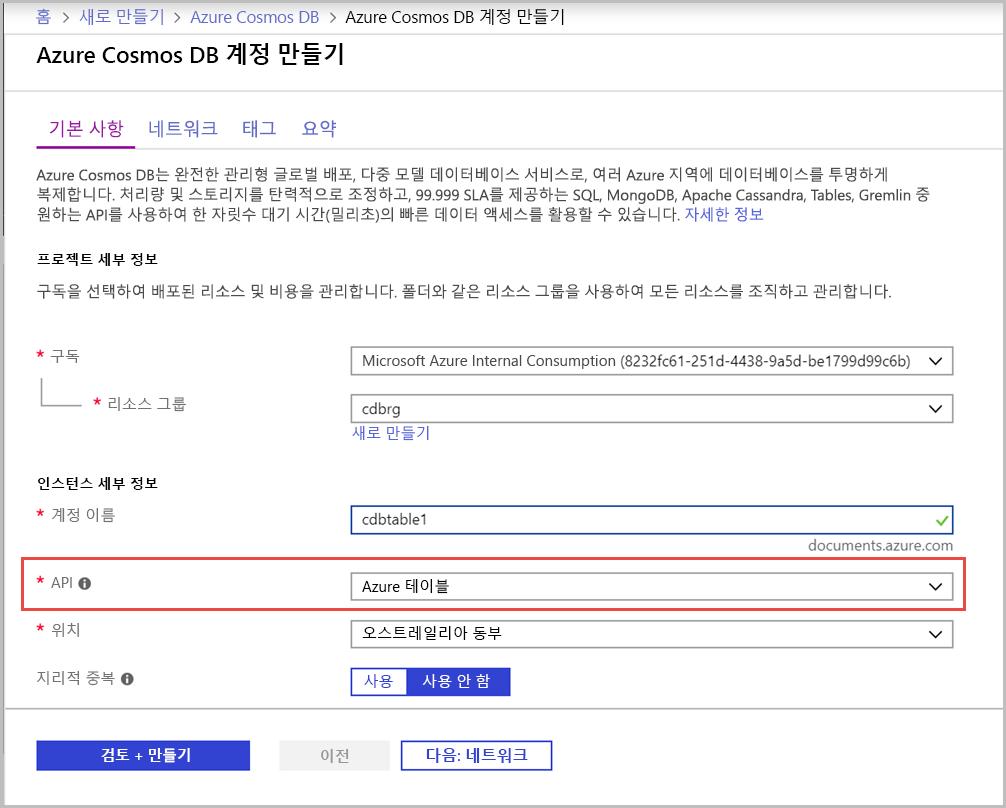 홈 > 새로 만들기 > Azure Cosmos DB > Azure Cosmos DB 계정 만들기
Azure Cosmos DB 계정 만들기
기본 사항 네트워크 태그 요약
Azure Cosmos DB는 완전한 관리형 글로벌 배포, 다중 모델 데이터베이스 서비스로, 여러 Azure 지역에 데이터베이스를 투명하게
복제합니다. 처리량 및 스토리지를 탄력적으로 조정하고, 99.999 SLA를 제공하는 SQL, MongoDB, Apache Cassandra, Tables, Gremlin 중
원하는 API를 사용하여 한 자릿수 대기 시간(밀리초)의 빠른 데이터 액세스를 활용할 수 있습니다. 자세한 정보
프로젝트 세부 정보
구독을 선택하여 배포된 리소스 및 비용을 관리합니다. 폴더와 같은 리소스 그룹을 사용하여 모든 리소스를 조직하고 관리합니다.
* 구독 Microsoft Azure Internal Consumption (8232fc61-251d-4438-9a5d-be1799d99c6b)
* 리소스 그룹 cdbrg
새로 만들기
인스턴스 세부 정보
* 계정 이름 cdbtable1
documents.azure.com
* API Azure 테이블
* 위치 오스트레일리아 동부
지리적 중복 사용 사용 안 함
검토 + 만들기 이전 다음: 네트워크